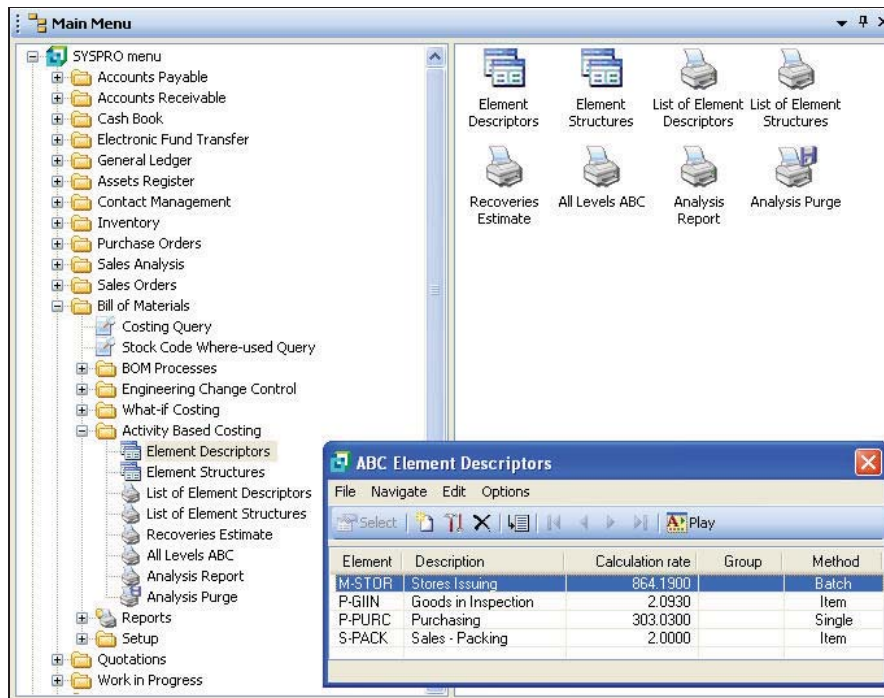 Main Menu
SYSPRO menu
Accounts Payable
Accounts Receivable
Cash Book
Electronic Fund Transfer
General Ledger
Assets Register
Contact Management
Inventory
Purchase Orders
Sales Analysis
Sales Orders
Bill of Materials
Costing Query
Stock Code Where-used Query
BOM Processes
Engineering Change Control
What-if Costing
Activity Based Costing
Element Descriptors
Element Structures
List of Element Descriptors
List of Element Structures
Recoveries Estimate
All Levels ABC
Analysis Report
Analysis Purge
Reports
Setup
Quotations
Work in Progress
Element Descriptors
Element Structures
List of Element Descriptors
List of Element Structures
Recoveries Estimate
All Levels ABC
Analysis Report
Analysis Purge
ABC Element Descriptors
File Navigate Edit Options
Select Play
Element Description Calculation rate Group Method
M-STOR Stores Issuing 864.1900 Batch
P-GIIN Goods in Inspection 2.0930 Item
P-PURC Purchasing 303.0300 Single
S-PACK Sales - Packing 2.0000 Item